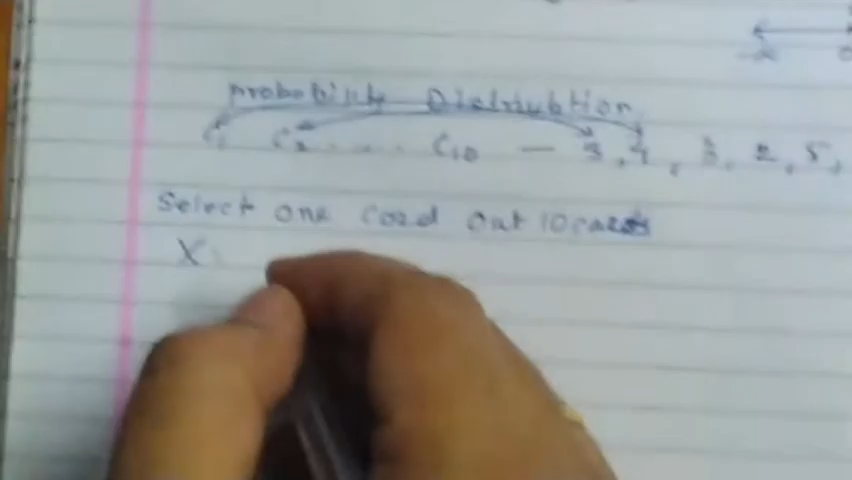 probability Distribution
C1 C2 .... C10 — 3, 4, 3, 2, 5,
Select one card out 10 cards
X: